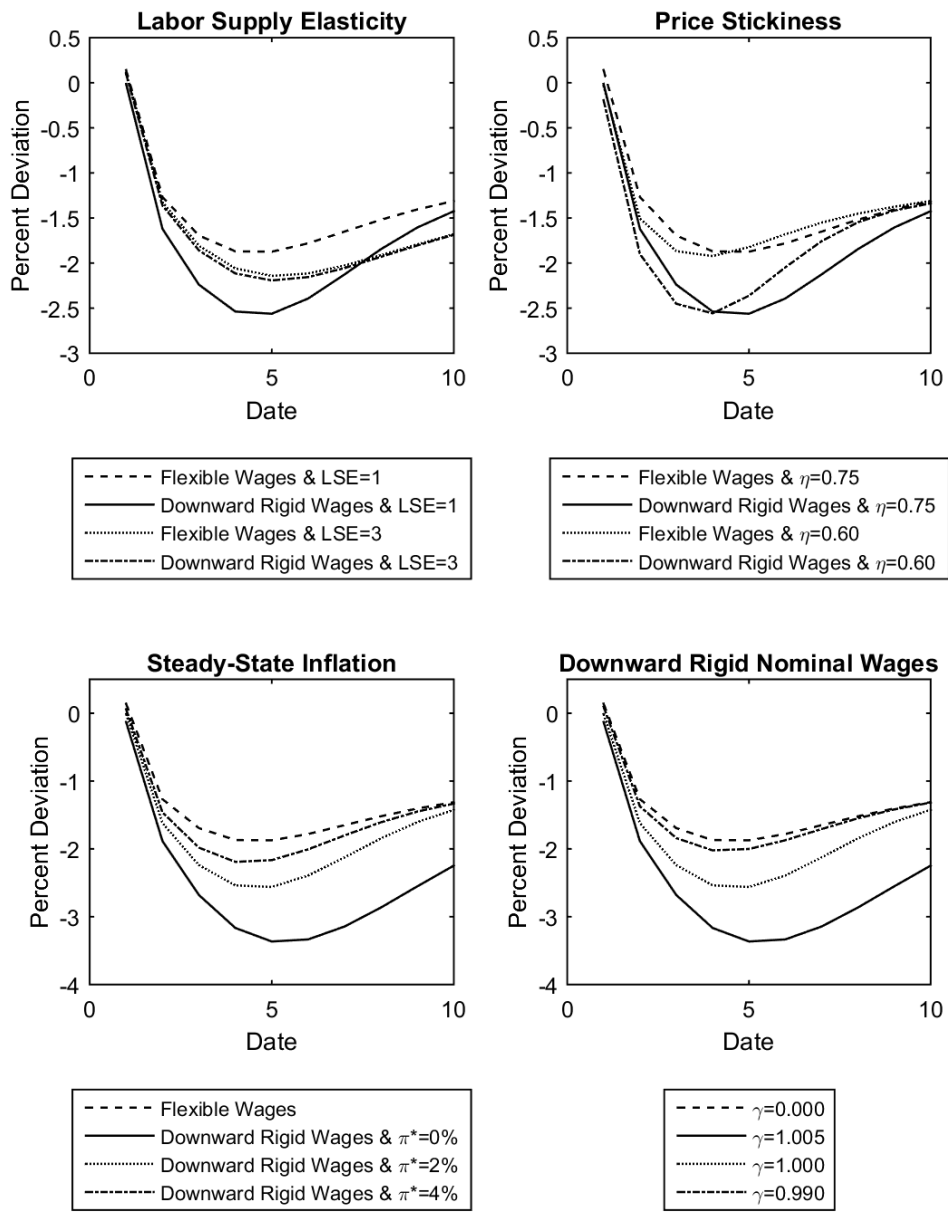 Labor Supply Elasticity
0.5
0
-0.5
-1
-1.5
-2
-2.5
-3
Percent Deviation
0
5
10
Date
Flexible Wages & LSE=1
Downward Rigid Wages & LSE=1
Flexible Wages & LSE=3
Downward Rigid Wages & LSE=3
Price Stickiness
0.5
0
-0.5
-1
-1.5
-2
-2.5
-3
Percent Deviation
0
5
10
Date
Flexible Wages & η=0.75
Downward Rigid Wages & η=0.75
Flexible Wages & η=0.60
Downward Rigid Wages & η=0.60
Steady-State Inflation
0
-1
-2
-3
-4
Percent Deviation
0
5
10
Date
Flexible Wages
Downward Rigid Wages & π*=0%
Downward Rigid Wages & π*=2%
Downward Rigid Wages & π*=4%
Downward Rigid Nominal Wages
0
-1
-2
-3
-4
Percent Deviation
0
5
10
Date
γ=0.000
γ=1.005
γ=1.000
γ=0.990